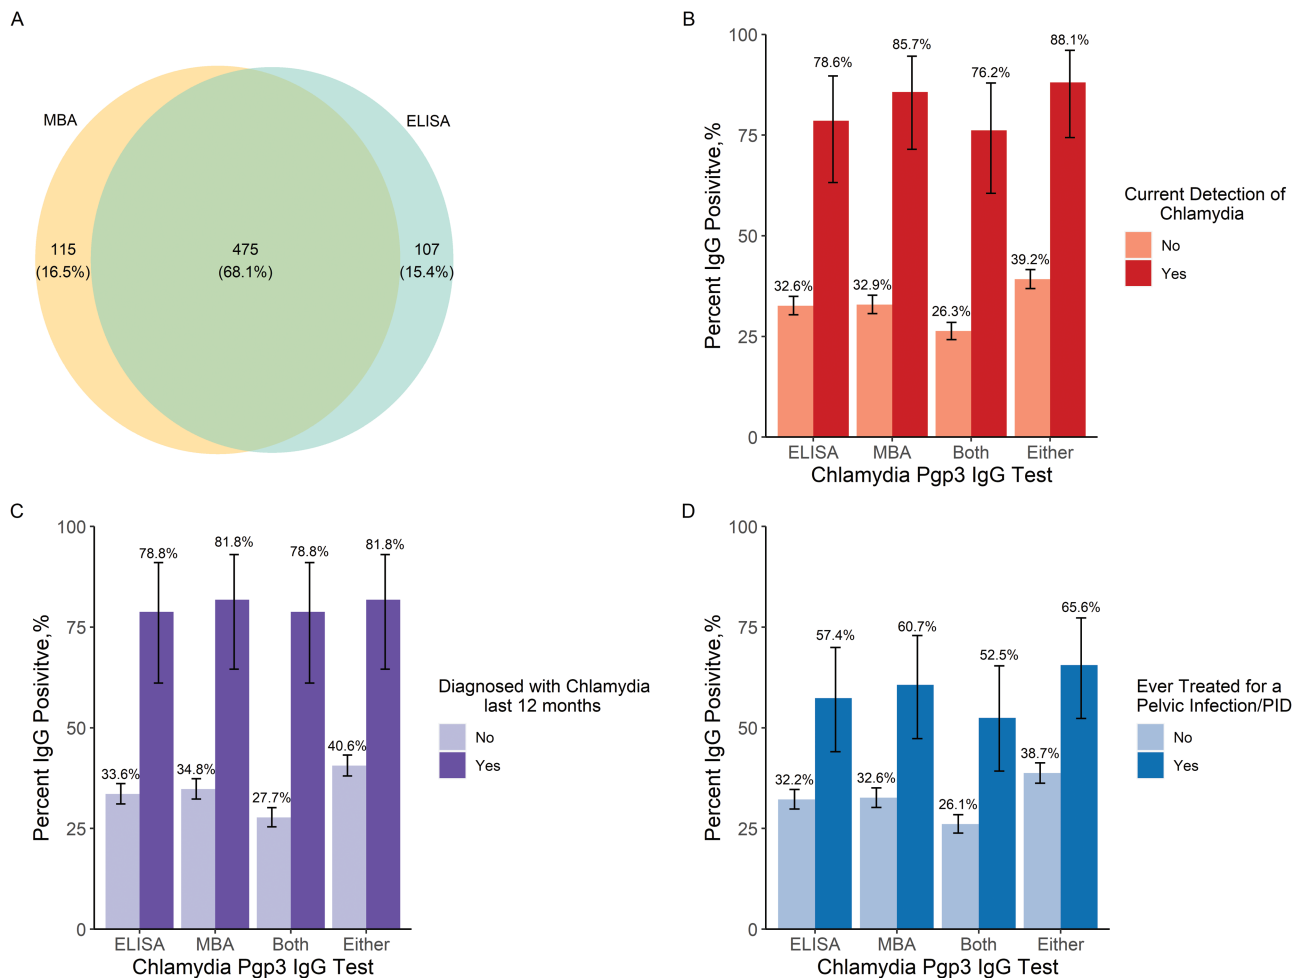 A
MBA
ELISA
115
(16.5%)
475
(68.1%)
107
(15.4%)
B
Percent IgG Posivitve,%
100
75
50
25
0
32.6%
78.6%
32.9%
85.7%
26.3%
76.2%
39.2%
88.1%
ELISA
MBA
Both
Either
Chlamydia Pgp3 IgG Test
Current Detection of
Chlamydia
No
Yes
C
Percent IgG Posivitve,%
100
75
50
25
0
33.6%
78.8%
34.8%
81.8%
27.7%
78.8%
40.6%
81.8%
ELISA
MBA
Both
Either
Chlamydia Pgp3 IgG Test
Diagnosed with Chlamydia
last 12 months
No
Yes
D
Percent IgG Posivitve,%
100
75
50
25
0
32.2%
57.4%
32.6%
60.7%
26.1%
52.5%
38.7%
65.6%
ELISA
MBA
Both
Either
Chlamydia Pgp3 IgG Test
Ever Treated for a
Pelvic Infection/PID
No
Yes